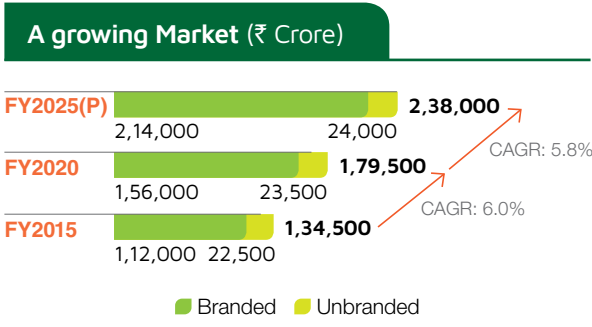 A growing Market (₹ Crore)
FY2025(P)
2,38,000
2,14,000 24,000
CAGR: 5.8%
FY2020
1,79,500
1,56,000 23,500
CAGR: 6.0%
FY2015
1,34,500
1,12,000 22,500
Branded Unbranded